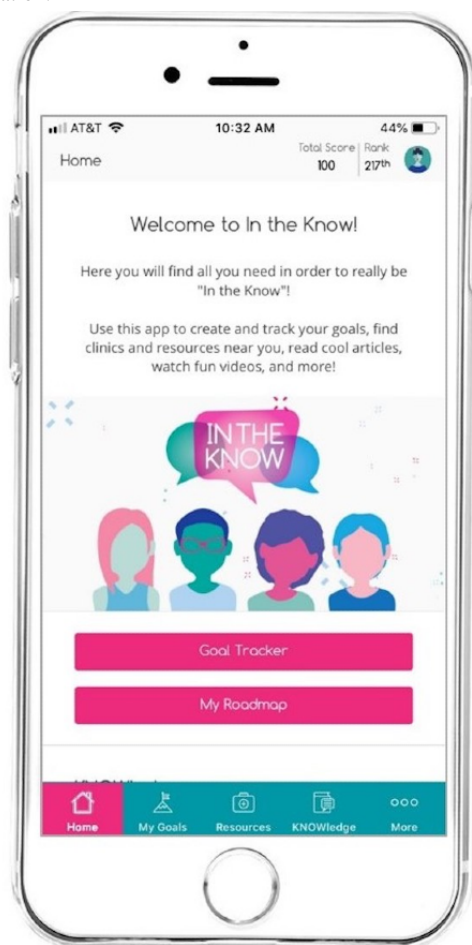 AT&T 10:32 AM 44%
Home Total Score Rank
100 217th
Welcome to In the Know!
Here you will find all you need in order to really be
"In the Know"!
Use this app to create and track your goals, find
clinics and resources near you, read cool articles,
watch fun videos, and more!
IN THE
KNOW
Goal Tracker
My Roadmap
Home My Goals Resources KNOWledge More